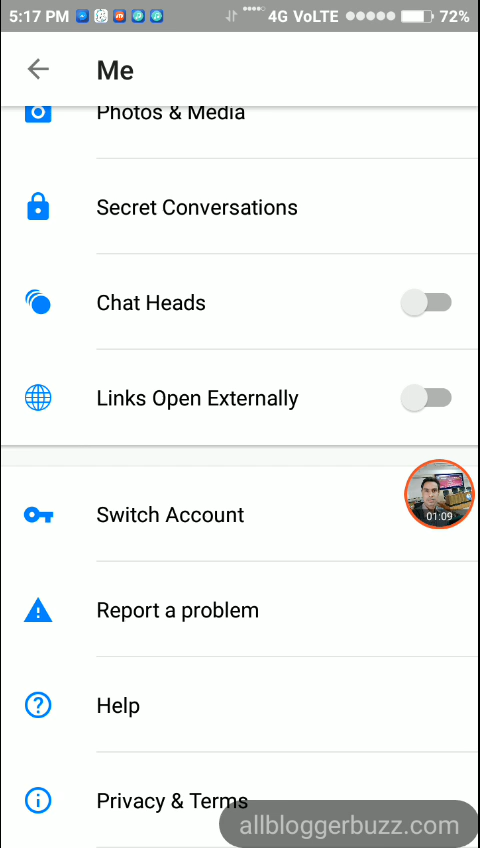 5:17 PM 4G VoLTE 72%
Me
Photos & Media
Secret Conversations
Chat Heads
Links Open Externally
01:09
Switch Account
Report a problem
Help
Privacy & Terms
allbloggerbuzz.com